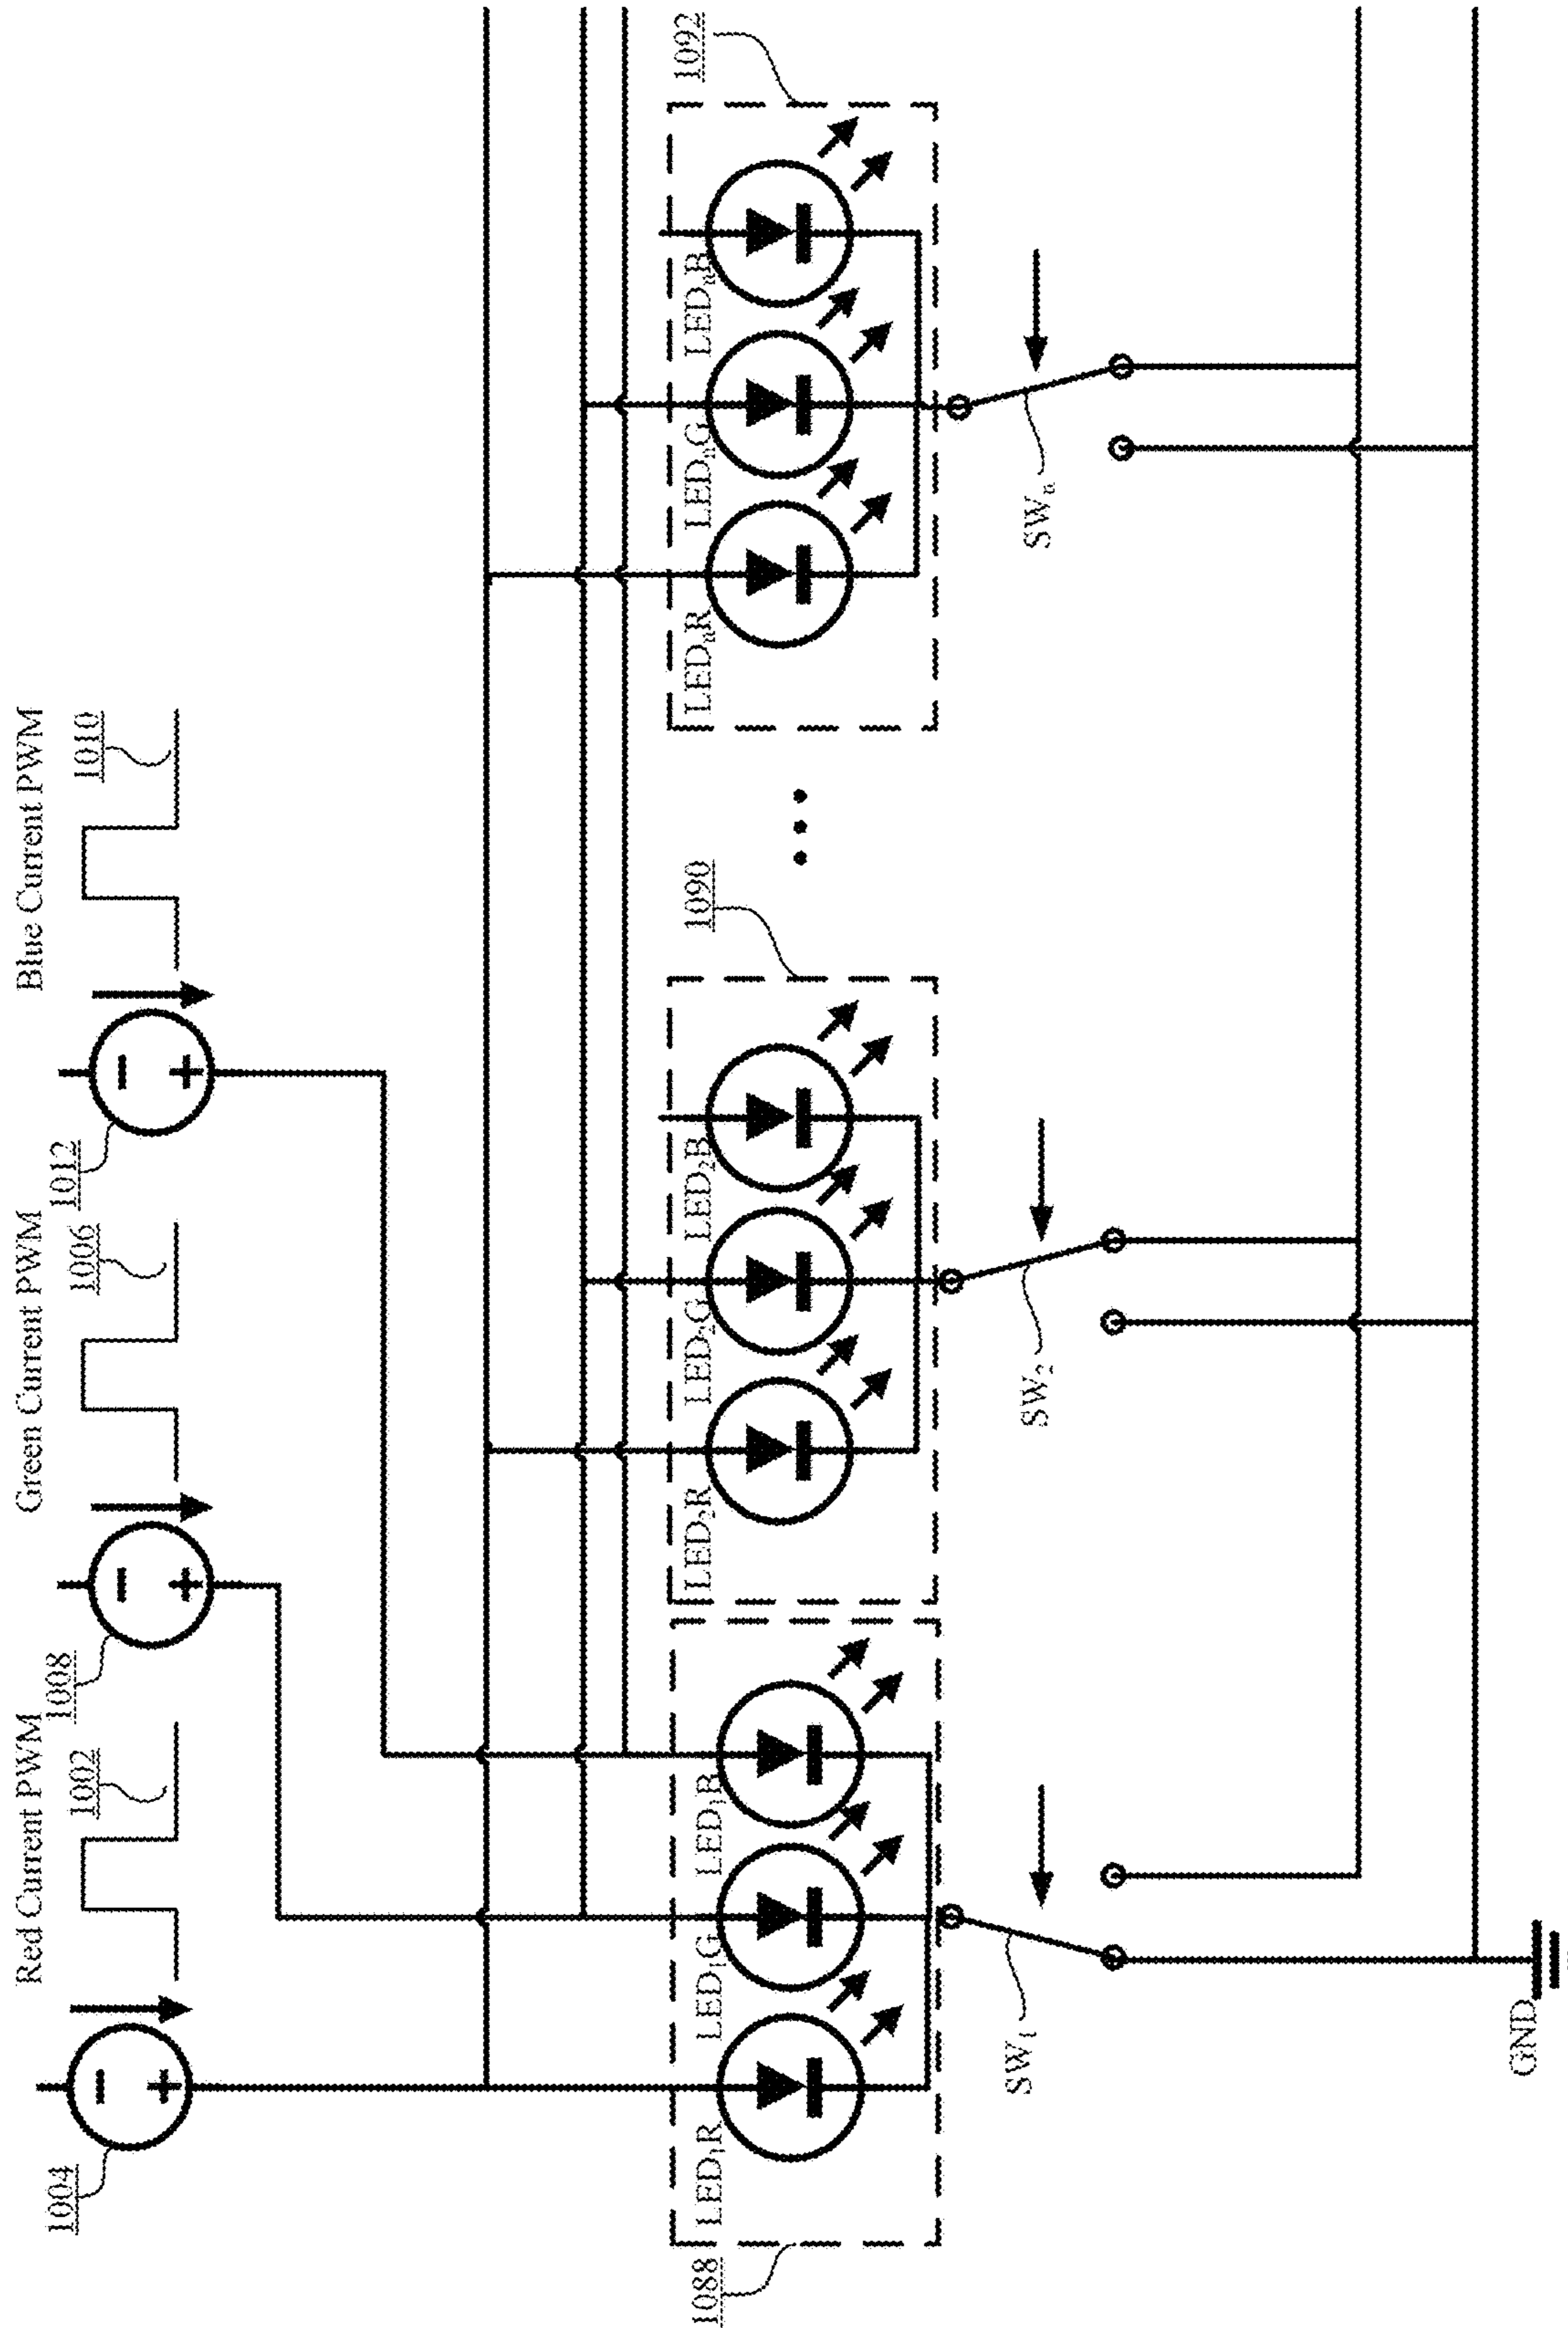 Red Current PWM
Green Current PWM
Blue Current PWM
1004
1002
1008
1006
1012
1010
− +
− +
− +
1088
1090
1092
LED₁R
LED₁G
LED₁B
LED₂R
LED₂G
LED₂B
LEDₙR
LEDₙG
LEDₙB
SW₁
SW₂
SWₙ
GND